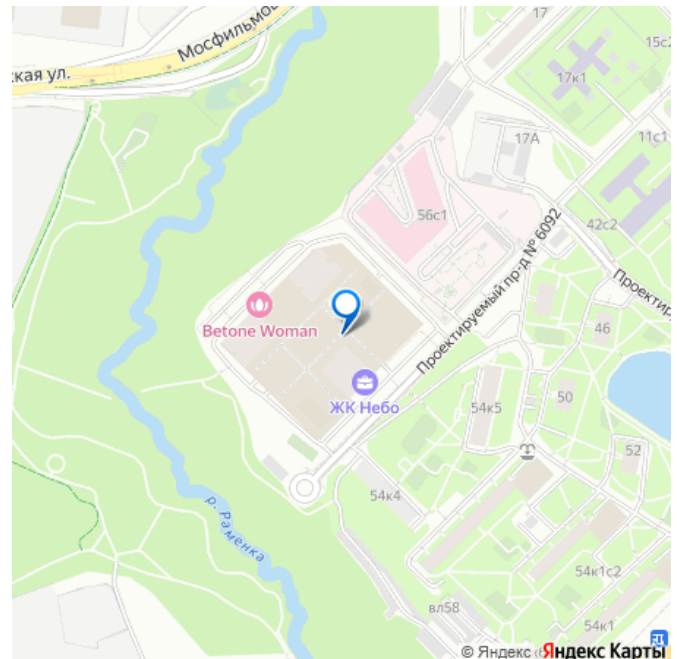 17
15с2
Мосфильмов
ская ул.
17к1
17А
11с1
56с1
42с2
Проектируемый пр-д № 6092
Проектир
Betone Woman
46
ЖК Небо
54к5
50
52
54к4
р. Раменка
54к1с2
вл58
54к1
© Яндекс
Яндекс Карты